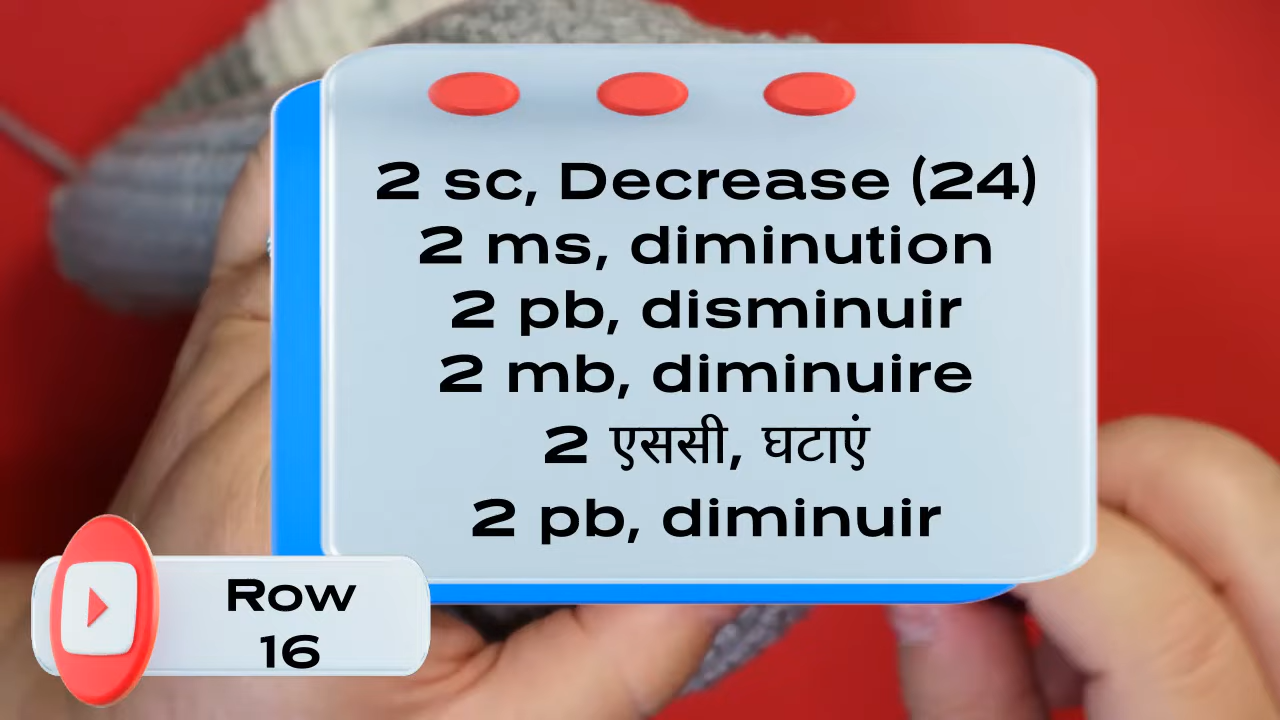 2 sc, Decrease (24)
2 ms, diminution
2 pb, disminuir
2 mb, diminuire
2 एससी, घटाएं
2 pb, diminuir
Row
16